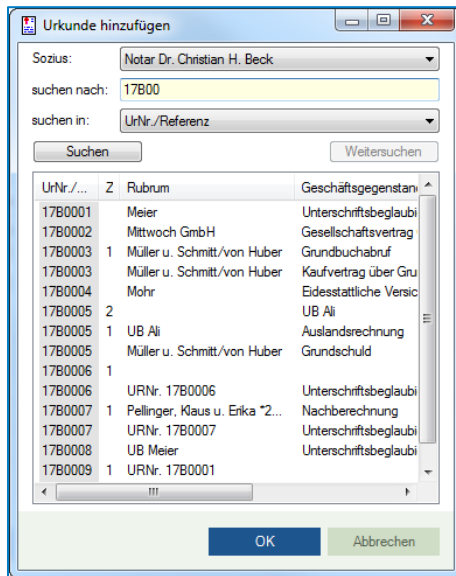 Urkunde hinzufügen
Sozius: Notar Dr. Christian H. Beck
suchen nach: 17B00
suchen in: UrNr./Referenz
Suchen Weitersuchen
UrNr./... Z Rubrum Geschäftsgegenstan
17B0001 Meier Unterschriftsbeglaubi
17B0002 Mittwoch GmbH Gesellschaftsvertrag
17B0003 1 Müller u. Schmitt/von Huber Grundbuchabruf
17B0003 Müller u. Schmitt/von Huber Kaufvertrag über Gru
17B0004 Mohr Eidesstattliche Versic
17B0005 2 UB Ali
17B0005 1 UB Ali Auslandsrechnung
17B0005 Müller u. Schmitt/von Huber Grundschuld
17B0006 1
17B0006 URNr. 17B0006 Unterschriftsbeglaubi
17B0007 1 Pellinger, Klaus u. Erika *2... Nachberechnung
17B0007 URNr. 17B0007 Unterschriftsbeglaubi
17B0008 UB Meier Unterschriftsbeglaubi
17B0009 1 URNr. 17B0001
OK Abbrechen